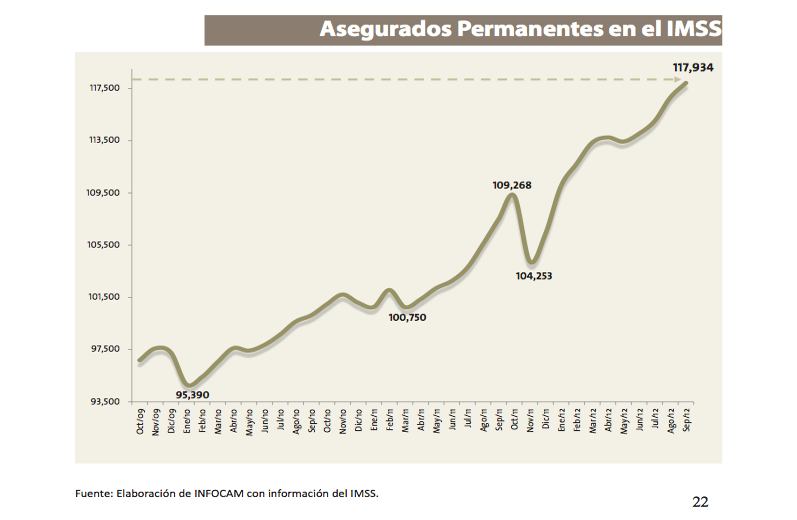 Asegurados Permanentes en el IMSS
117,934
117,500
113,500
109,500
109,268
105,500
104,253
101,500
100,750
97,500
95,390
93,500
Oct/09
Nov/09
Dic/09
Ene/10
Feb/10
Mar/10
Abr/10
May/10
Jun/10
Jul/10
Ago/10
Sep/10
Oct/10
Nov/10
Dic/10
Ene/11
Feb/11
Mar/11
Abr/11
May/11
Jun/11
Jul/11
Ago/11
Sep/11
Oct/11
Nov/11
Dic/11
Ene/12
Feb/12
Mar/12
Abr/12
May/12
Jun/12
Jul/12
Ago/12
Sep/12
Fuente: Elaboración de INFOCAM con información del IMSS.
22